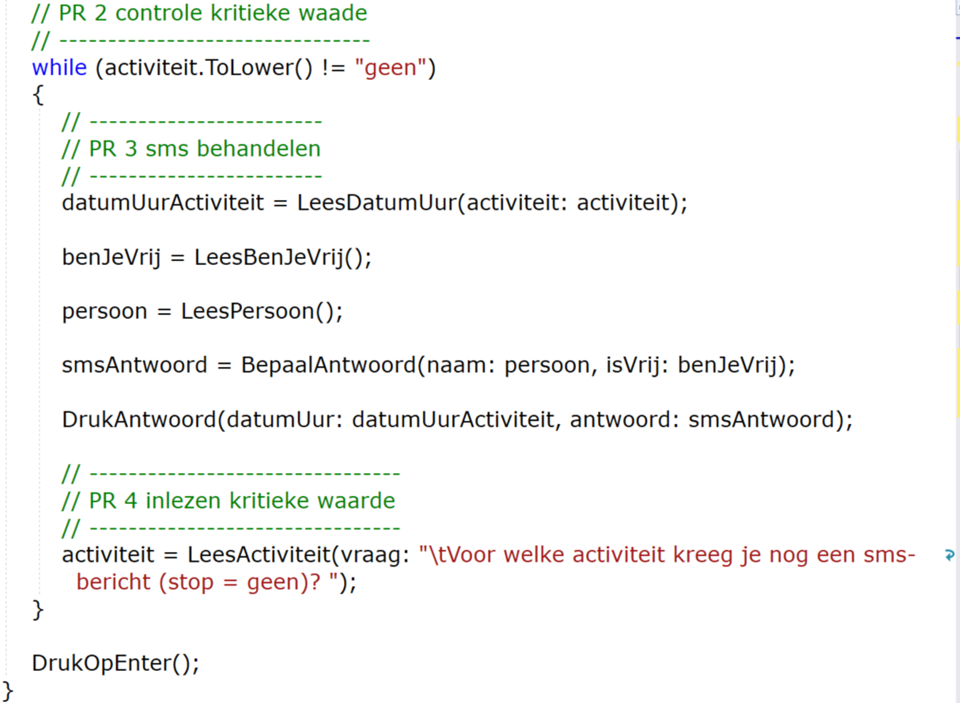 // PR 2 controle kritieke waade
// --------------------------------
while (activiteit.ToLower() != "geen")
{
// ------------------------
// PR 3 sms behandelen
// ------------------------
datumUurActiviteit = LeesDatumUur(activiteit: activiteit);
benJeVrij = LeesBenJeVrij();
persoon = LeesPersoon();
smsAntwoord = BepaalAntwoord(naam: persoon, isVrij: benJeVrij);
DrukAntwoord(datumUur: datumUurActiviteit, antwoord: smsAntwoord);
// --------------------------------
// PR 4 inlezen kritieke waarde
// --------------------------------
activiteit = LeesActiviteit(vraag: "\tVoor welke activiteit kreeg je nog een sms-
bericht (stop = geen)? ");
}
DrukOpEnter();
}